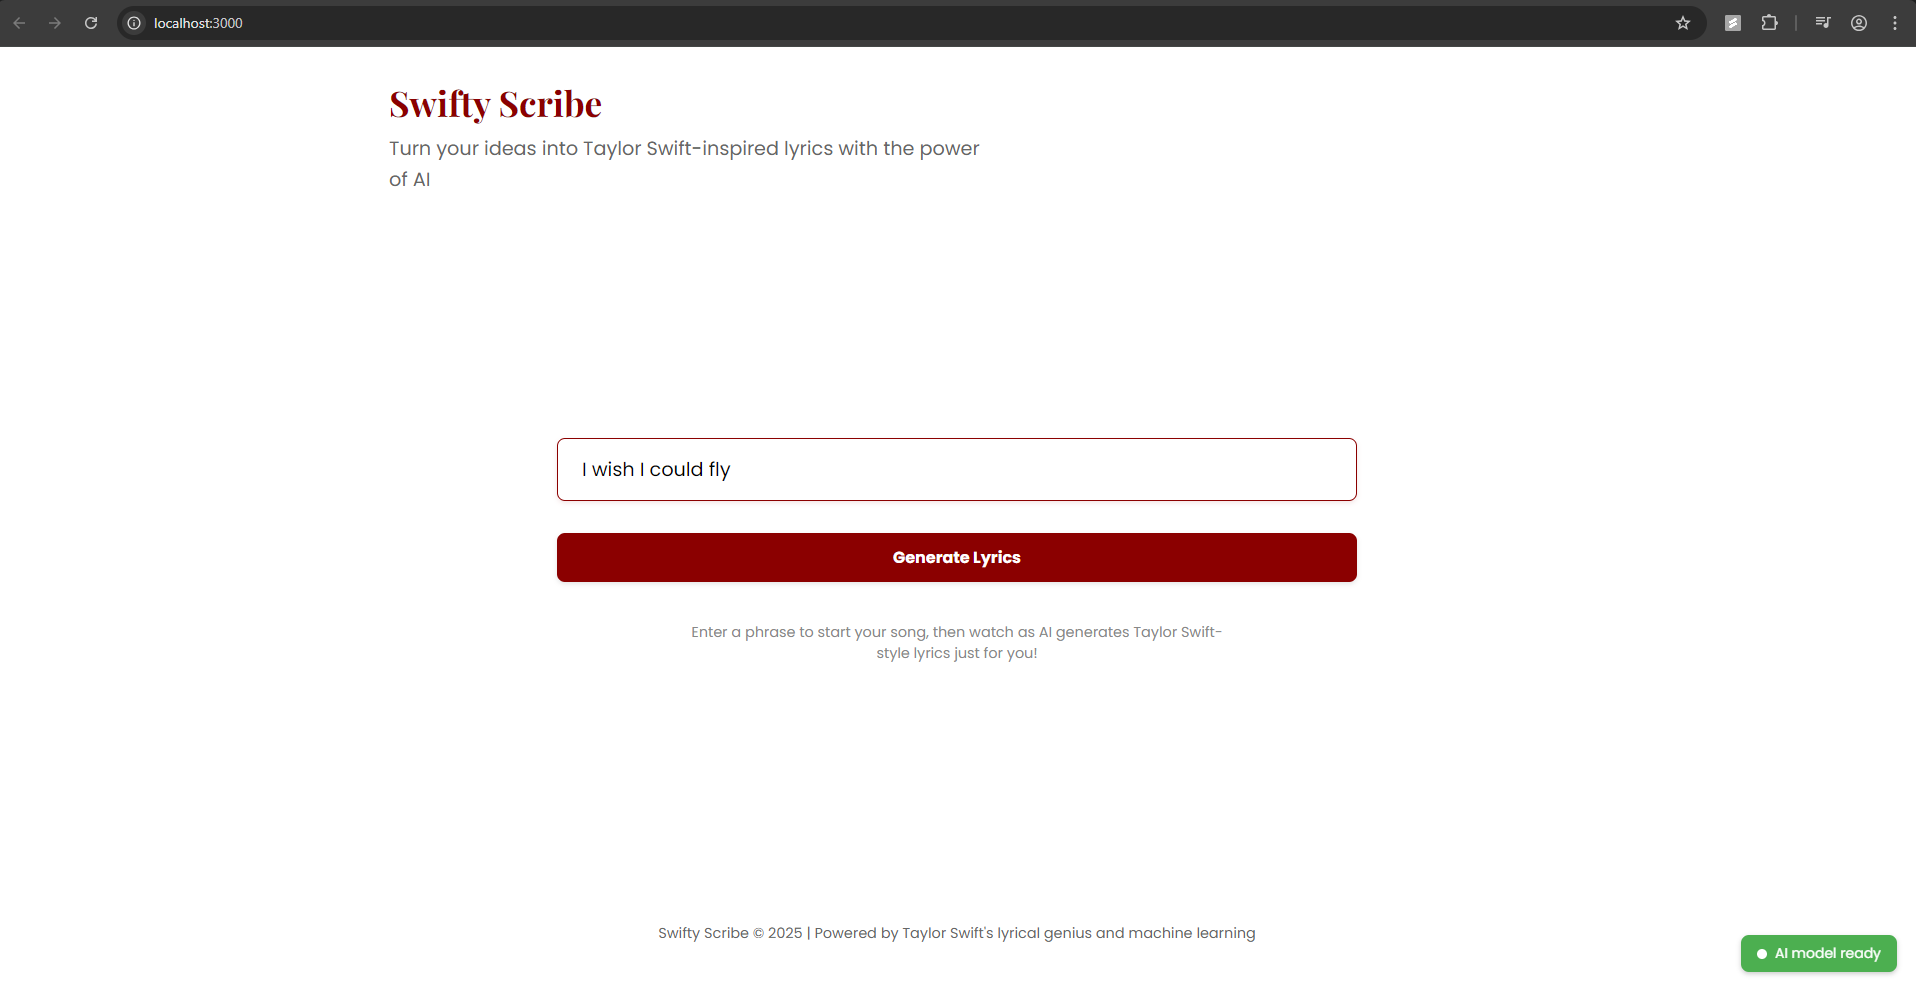 localhost:3000
Swifty Scribe
Turn your ideas into Taylor Swift-inspired lyrics with the power
of AI
I wish I could fly
Generate Lyrics
Enter a phrase to start your song, then watch as AI generates Taylor Swift-
style lyrics just for you!
Swifty Scribe © 2025 | Powered by Taylor Swift's lyrical genius and machine learning
AI model ready